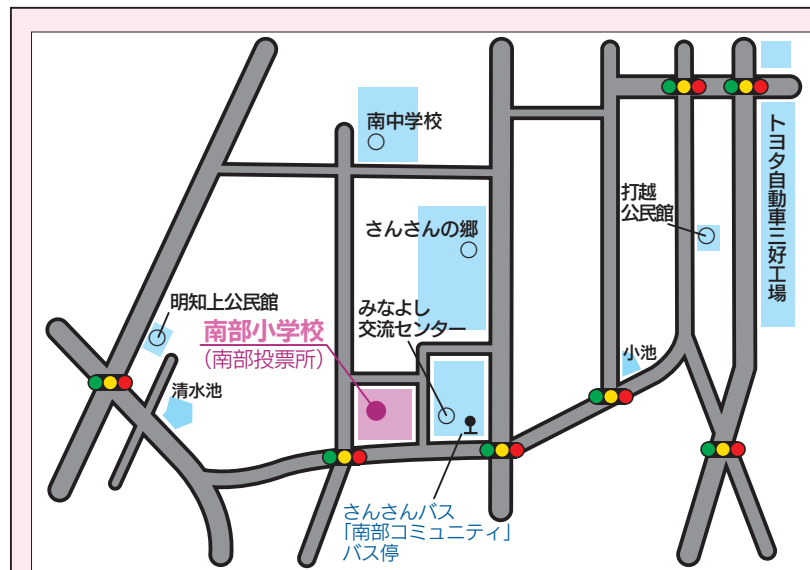 南中学校
トヨタ自動車三好工場
打越
公民館
さんさんの郷
明知上公民館
みなよし
交流センター
南部小学校
（南部投票所）
小池
清水池
さんさんバス
「南部コミュニティ」
バス停